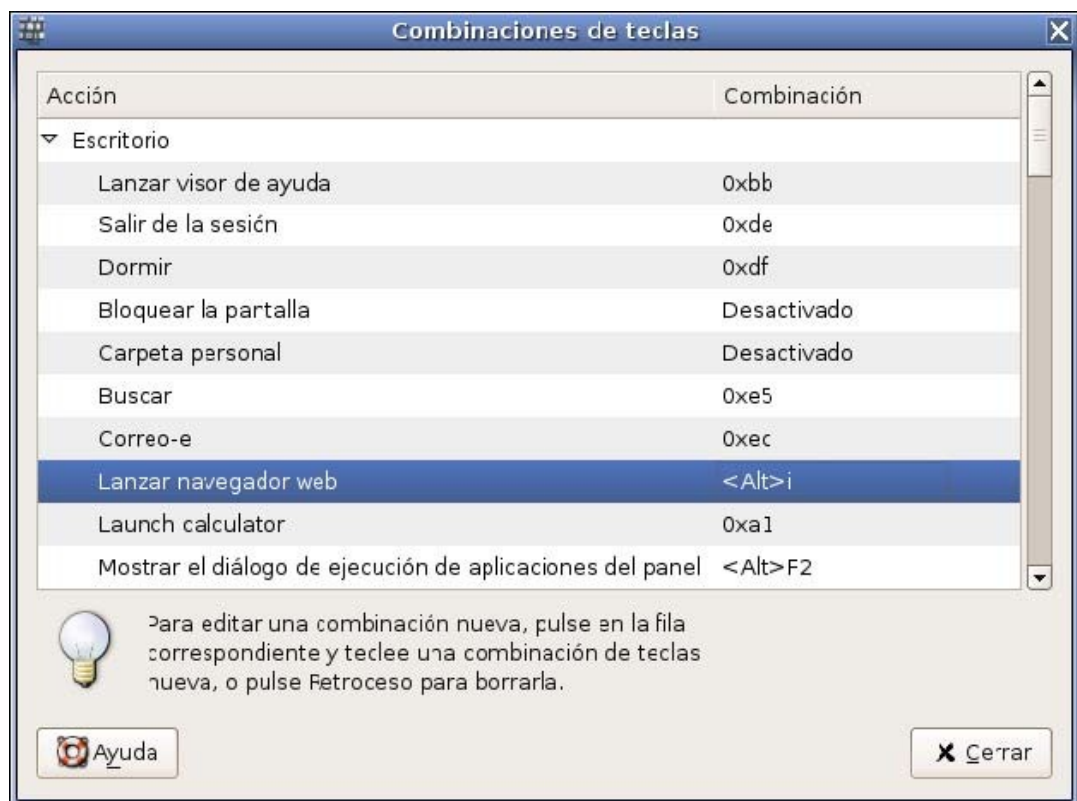 Combinaciones de teclas
Acción Combinación
Escritorio
Lanzar visor de ayuda 0xbb
Salir de la sesión 0xde
Dormir 0xdf
Bloquear la partalla Desactivado
Carpeta personal Desactivado
Buscar 0xe5
Correo-e 0xec
Lanzar navegador web <Alt>i
Launch calculator 0xa1
Mostrar el diálogo de ejecución de aplicaciones del panel <Alt>F2
Para editar una combinación nueva, pulse en la fila
correspondiente y teclee una combinación de teclas
nueva, o pulse Retroceso para borrarla.
Ayuda Cerrar